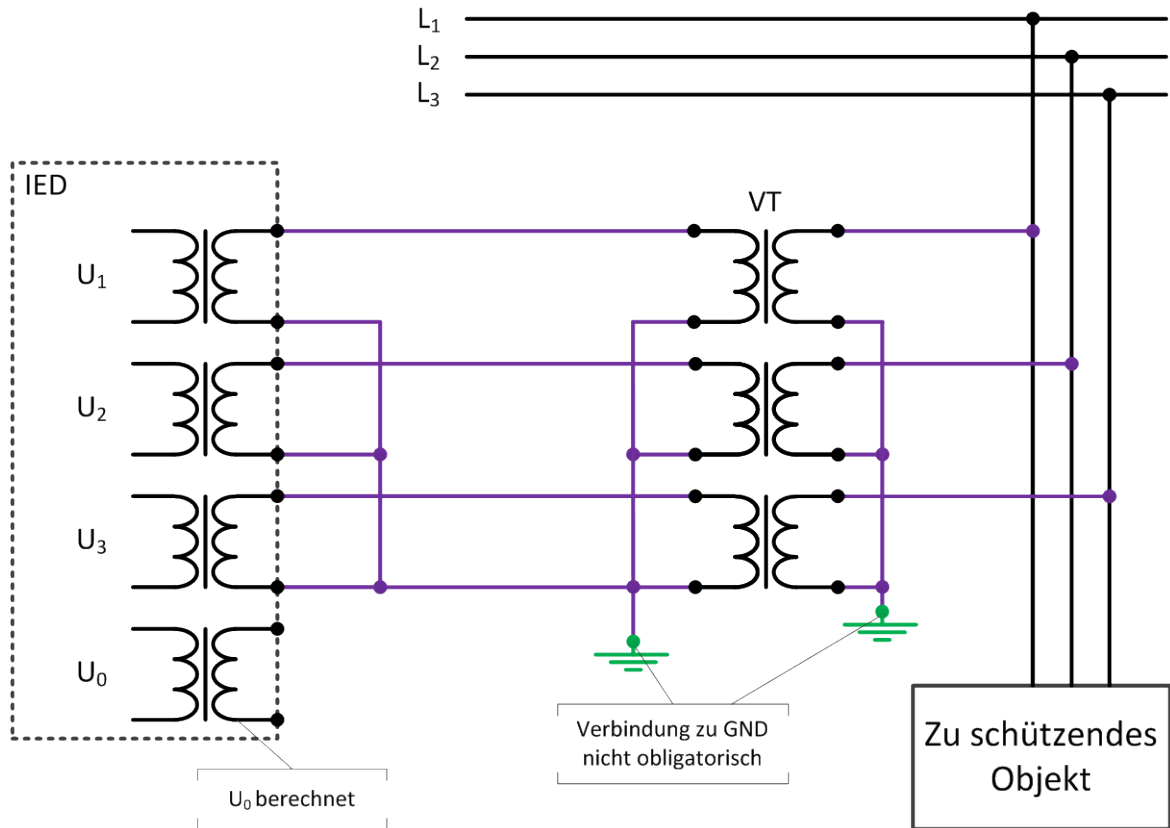 L₁
L₂
L₃
IED
VT
U₁
U₂
U₃
U₀
Verbindung zu GND
nicht obligatorisch
Zu schützendes
Objekt
U₀ berechnet